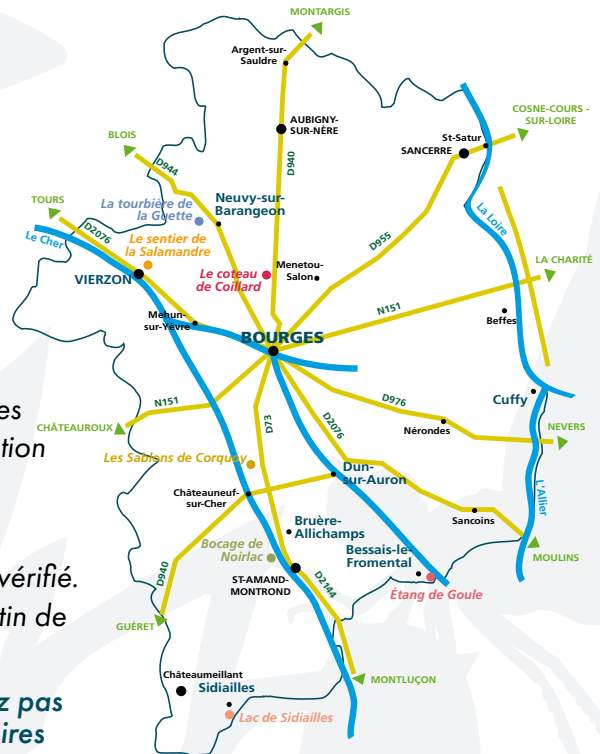 MONTARGIS
Argent-sur-
Sauldre
COSNE-COURS -
SUR-LOIRE
AUBIGNY-
SUR-NÈRE
BLOIS
St-Satur
SANCERRE
D940
D944
TOURS
La tourbière de
la Guette
Neuvy-sur-
Barangeon
La Loire
D2076
Le Cher
Le sentier de
la Salamandre
D955
VIERZON
Le coteau
de Coillard
Menetou-
Salon
LA CHARITÉ
N151
Mehun-
sur-Yèvre
Beffes
BOURGES
D976
Cuffy
es
N151
D73
D2076
CHÂTEAUROUX
tion
Nérondes
NEVERS
Les Sablons de Corquoy
Dun-
sur-Auron
Châteauneuf-
sur-Cher
L'Allier
Sancoins
Bruère-
Allichamps
Bocage de
Noirlac
Bessais-le-
Fromental
MOULINS
D940
vérifié.
ST-AMAND-
MONTROND
D2144
Étang de Goule
tin de
GUÉRET
Châteaumeillant
MONTLUÇON
z pas
Sidiailles
Lac de Sidiailles
ires